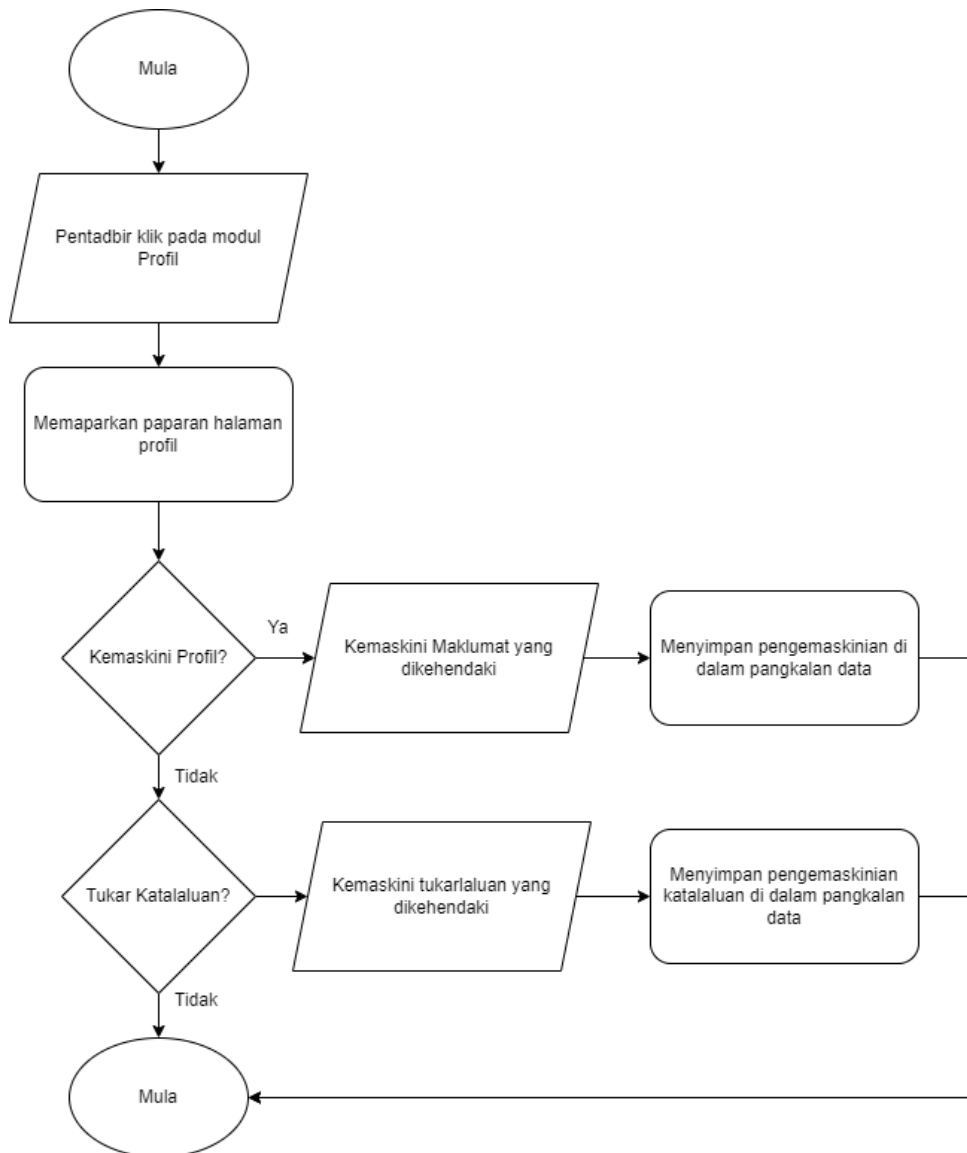 Mula
Pentadbir klik pada modul
Profil
Memaparkan paparan halaman
profil
Kemaskini Profil?
Ya
Kemaskini Maklumat yang
dikehendaki
Menyimpan pengemaskinian di
dalam pangkalan data
Tidak
Tukar Katalaluan?
Kemaskini tukarlaluan yang
dikehendaki
Menyimpan pengemaskinian
katalaluan di dalam pangkalan
data
Tidak
Mula